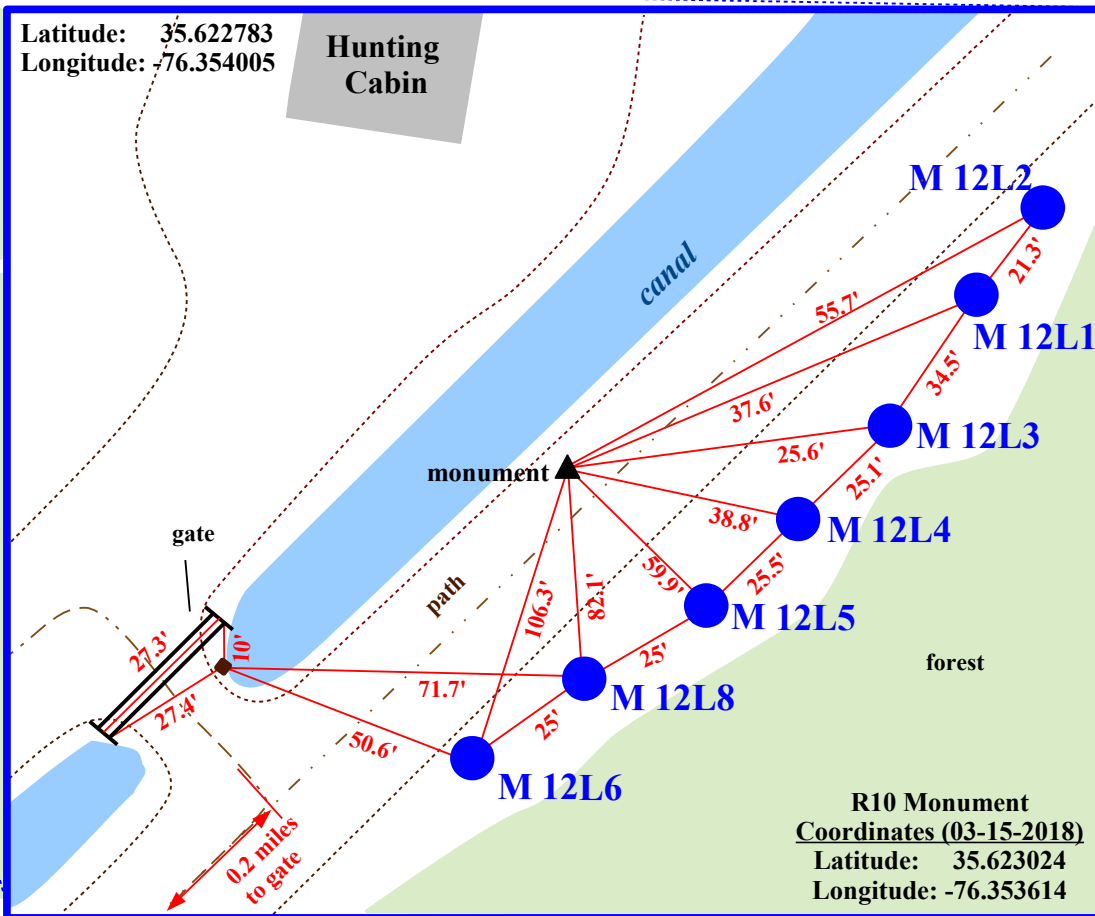 Latitude: 35.622783
Longitude: -76.354005
Hunting
Cabin
M 12L2
21.3'
canal
55.7'
M 12L1
34.5'
37.6'
M 12L3
25.6'
monument
25.1'
38.8'
M 12L4
gate
59.9'
25.5'
path
106.3'
82.1'
M 12L5
27.3'
10'
25'
forest
71.7'
27.4'
M 12L8
50.6'
25'
M 12L6
0.2 miles
to gate
R10 Monument
Coordinates (03-15-2018)
Latitude: 35.623024
Longitude: -76.353614